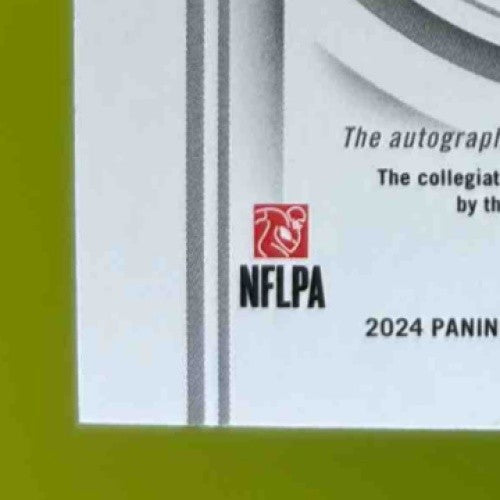 The autograph
The collegiat
by th
NFLPA
2024 PANIN